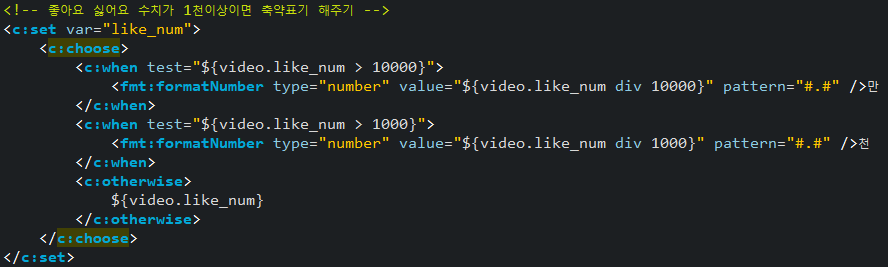 <!-- 좋아요 싫어요 수치가 1천이상이면 축약표기 해주기 -->
<c:set var="like_num">
    <c:choose>
        <c:when test="${video.like_num > 10000}">
            <fmt:formatNumber type="number" value="${video.like_num div 10000}" pattern="#.#" />만
        </c:when>
        <c:when test="${video.like_num > 1000}">
            <fmt:formatNumber type="number" value="${video.like_num div 1000}" pattern="#.#" />천
        </c:when>
        <c:otherwise>
            ${video.like_num}
        </c:otherwise>
    </c:choose>
</c:set>